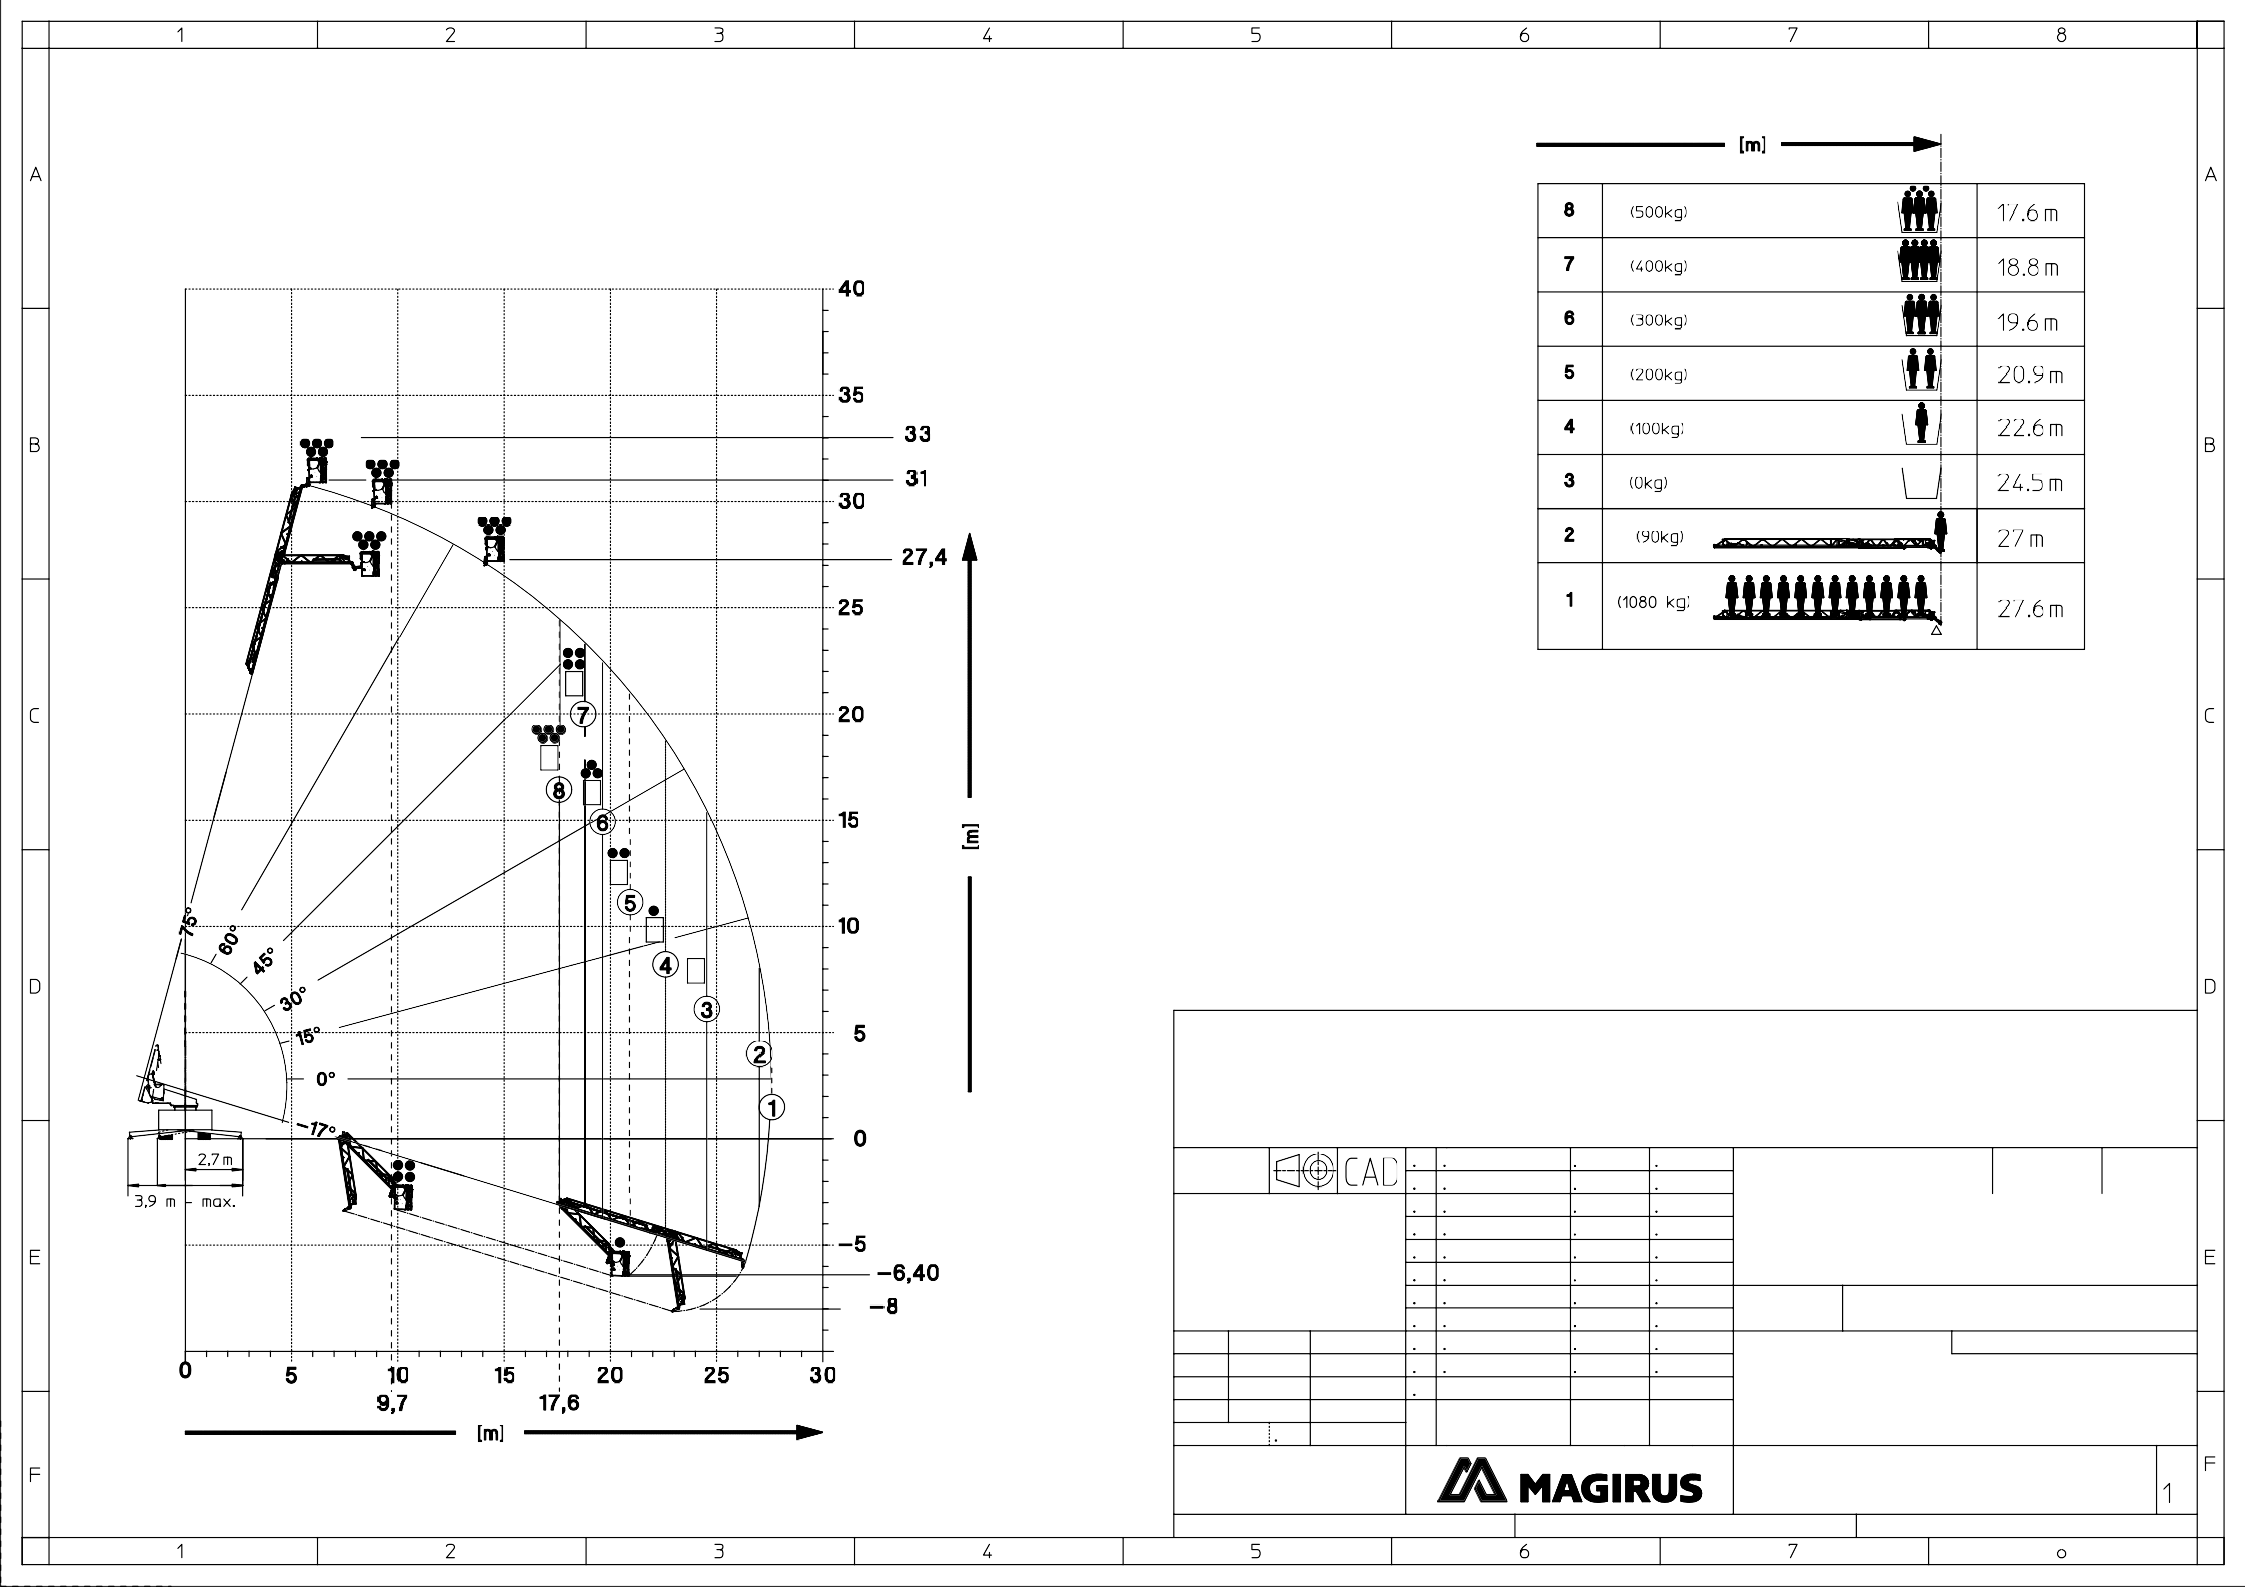 1 2 3 4 5 6 7 8
A A
[m]
8 (500kg) 17.6 m
7 (400kg) 18.8 m
6 (300kg) 19.6 m
5 (200kg) 20.9 m
4 (100kg) 22.6 m
3 (0kg) 24.5 m
2 (90kg) 27 m
1 (1080 kg) 27.6 m
40
35
33
B B
31
30
27,4
25
7
20
C C
8
6
15
[m]
5
10
75°
60°
45°
4
D D
30°
3
15°
5
2
0°
1
-17°
0
2,7 m
3,9 m - max.
CAD
-5
E E
-6,40
-8
0 5 10 15 20 25 30
9,7 17,6
[m]
F F
MAGIRUS
1
1 2 3 4 5 6 7